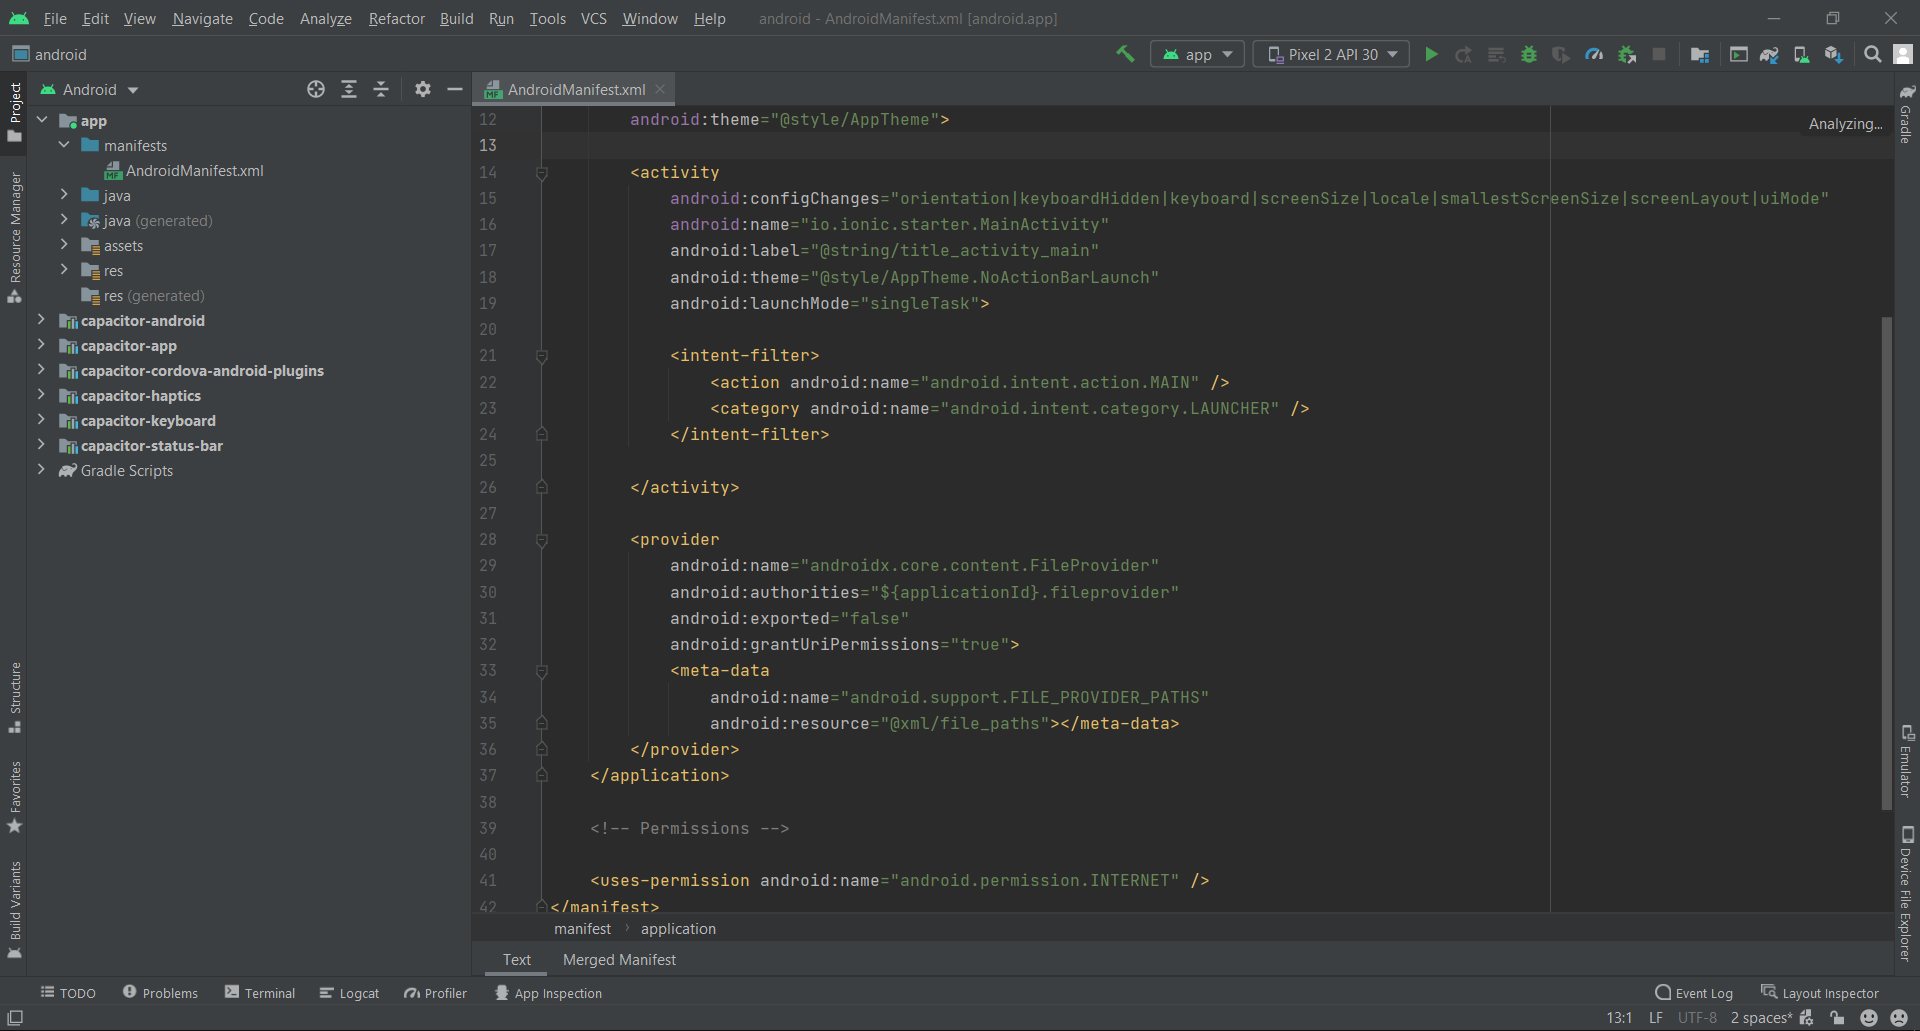 File Edit View Navigate Code Analyze Refactor Build Run Tools VCS Window Help android - AndroidManifest.xml [android.app]
android
app
Pixel 2 API 30
Project
Resource Manager
Structure
Favorites
Build Variants
Android
app
manifests
AndroidManifest.xml
java
java (generated)
assets
res
res (generated)
capacitor-android
capacitor-app
capacitor-cordova-android-plugins
capacitor-haptics
capacitor-keyboard
capacitor-status-bar
Gradle Scripts
AndroidManifest.xml
Analyzing...
12 android:theme="@style/AppTheme">
13
14 <activity
15 android:configChanges="orientation|keyboardHidden|keyboard|screenSize|locale|smallestScreenSize|screenLayout|uiMode"
16 android:name="io.ionic.starter.MainActivity"
17 android:label="@string/title_activity_main"
18 android:theme="@style/AppTheme.NoActionBarLaunch"
19 android:launchMode="singleTask">
20
21 <intent-filter>
22 <action android:name="android.intent.action.MAIN" />
23 <category android:name="android.intent.category.LAUNCHER" />
24 </intent-filter>
25
26 </activity>
27
28 <provider
29 android:name="androidx.core.content.FileProvider"
30 android:authorities="${applicationId}.fileprovider"
31 android:exported="false"
32 android:grantUriPermissions="true">
33 <meta-data
34 android:name="android.support.FILE_PROVIDER_PATHS"
35 android:resource="@xml/file_paths"></meta-data>
36 </provider>
37 </application>
38
39 <!-- Permissions -->
40
41 <uses-permission android:name="android.permission.INTERNET" />
42 </manifest>
manifest › application
Text Merged Manifest
Gradle
Emulator
Device File Explorer
TODO Problems Terminal Logcat Profiler App Inspection Event Log Layout Inspector
13:1 LF UTF-8 2 spaces*